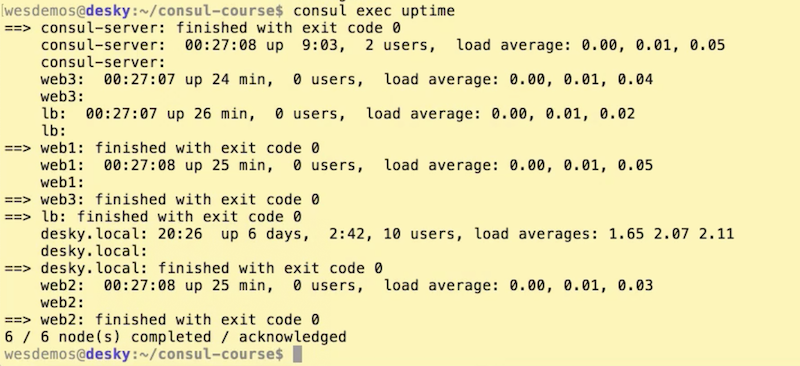 wesdemos@desky:~/consul-course$ consul exec uptime
==> consul-server: finished with exit code 0
    consul-server:  00:27:08 up  9:03,  2 users,  load average: 0.00, 0.01, 0.05
    consul-server:
    web3:  00:27:07 up 24 min,  0 users,  load average: 0.00, 0.01, 0.04
    web3:
    lb:  00:27:07 up 26 min,  0 users,  load average: 0.00, 0.01, 0.02
    lb:
==> web1: finished with exit code 0
    web1:  00:27:08 up 25 min,  0 users,  load average: 0.00, 0.01, 0.05
    web1:
==> web3: finished with exit code 0
==> lb: finished with exit code 0
    desky.local: 20:26  up 6 days,  2:42, 10 users, load averages: 1.65 2.07 2.11
    desky.local:
==> desky.local: finished with exit code 0
    web2:  00:27:08 up 25 min,  0 users,  load average: 0.00, 0.01, 0.03
    web2:
==> web2: finished with exit code 0
6 / 6 node(s) completed / acknowledged
wesdemos@desky:~/consul-course$